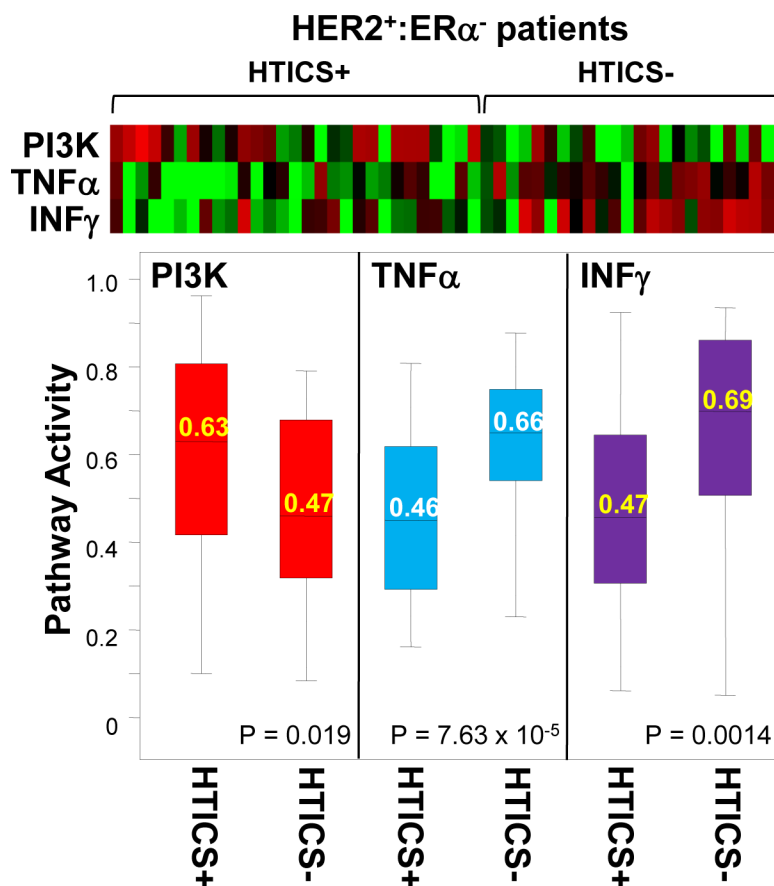 HER2⁺:ERα⁻ patients
HTICS+ HTICS-
PI3K
TNFα
INFγ
PI3K TNFα INFγ
Pathway Activity
1.0
0.8
0.6
0.4
0.2
0
0.63
0.47
0.46
0.66
0.47
0.69
P = 0.019 P = 7.63 x 10⁻⁵ P = 0.0014
HTICS+
HTICS-
HTICS+
HTICS-
HTICS+
HTICS-